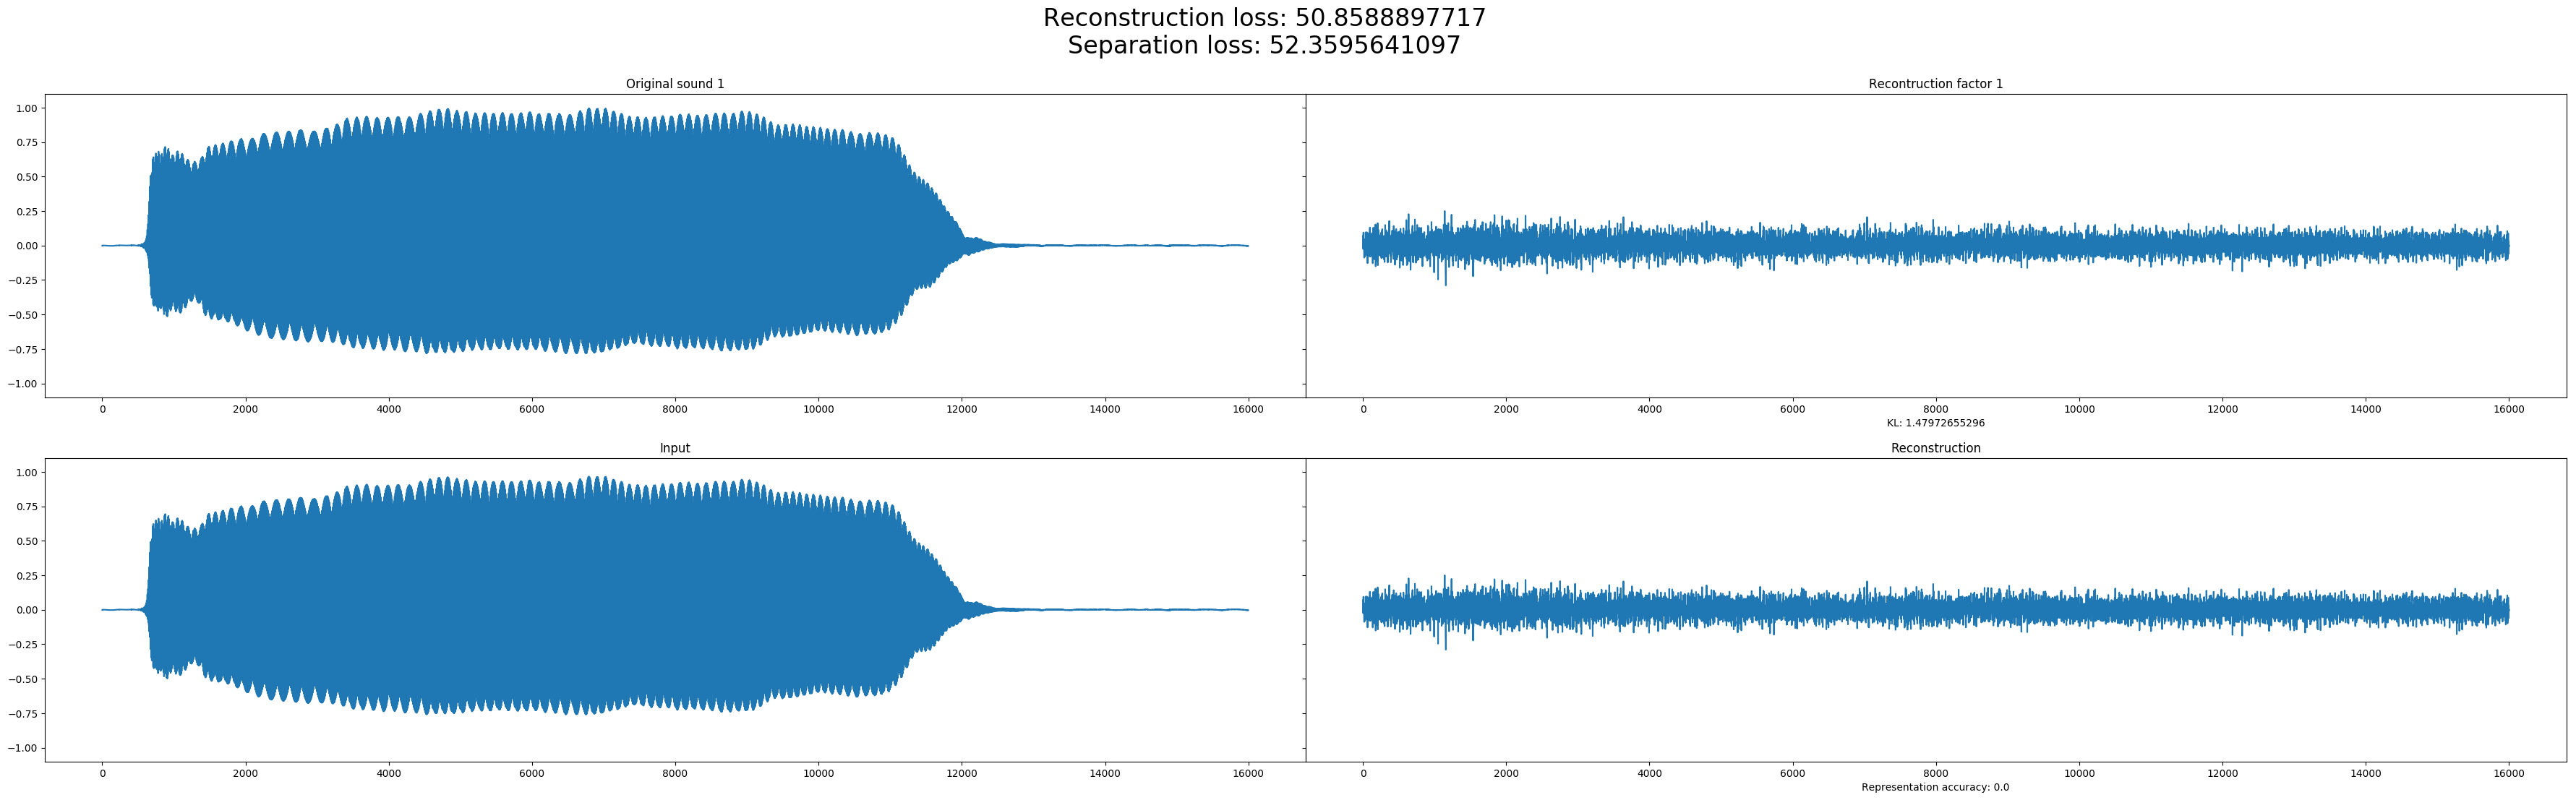 Reconstruction loss: 50.8588897717
Separation loss: 52.3595641097
Original sound 1
1.00
0.75
0.50
0.25
0.00
−0.25
−0.50
−0.75
−1.00
0 2000 4000 6000 8000 10000 12000 14000 16000
Recontruction factor 1
0 2000 4000 6000 8000 10000 12000 14000 16000
KL: 1.47972655296
Input
1.00
0.75
0.50
0.25
0.00
−0.25
−0.50
−0.75
−1.00
0 2000 4000 6000 8000 10000 12000 14000 16000
Reconstruction
0 2000 4000 6000 8000 10000 12000 14000 16000
Representation accuracy: 0.0